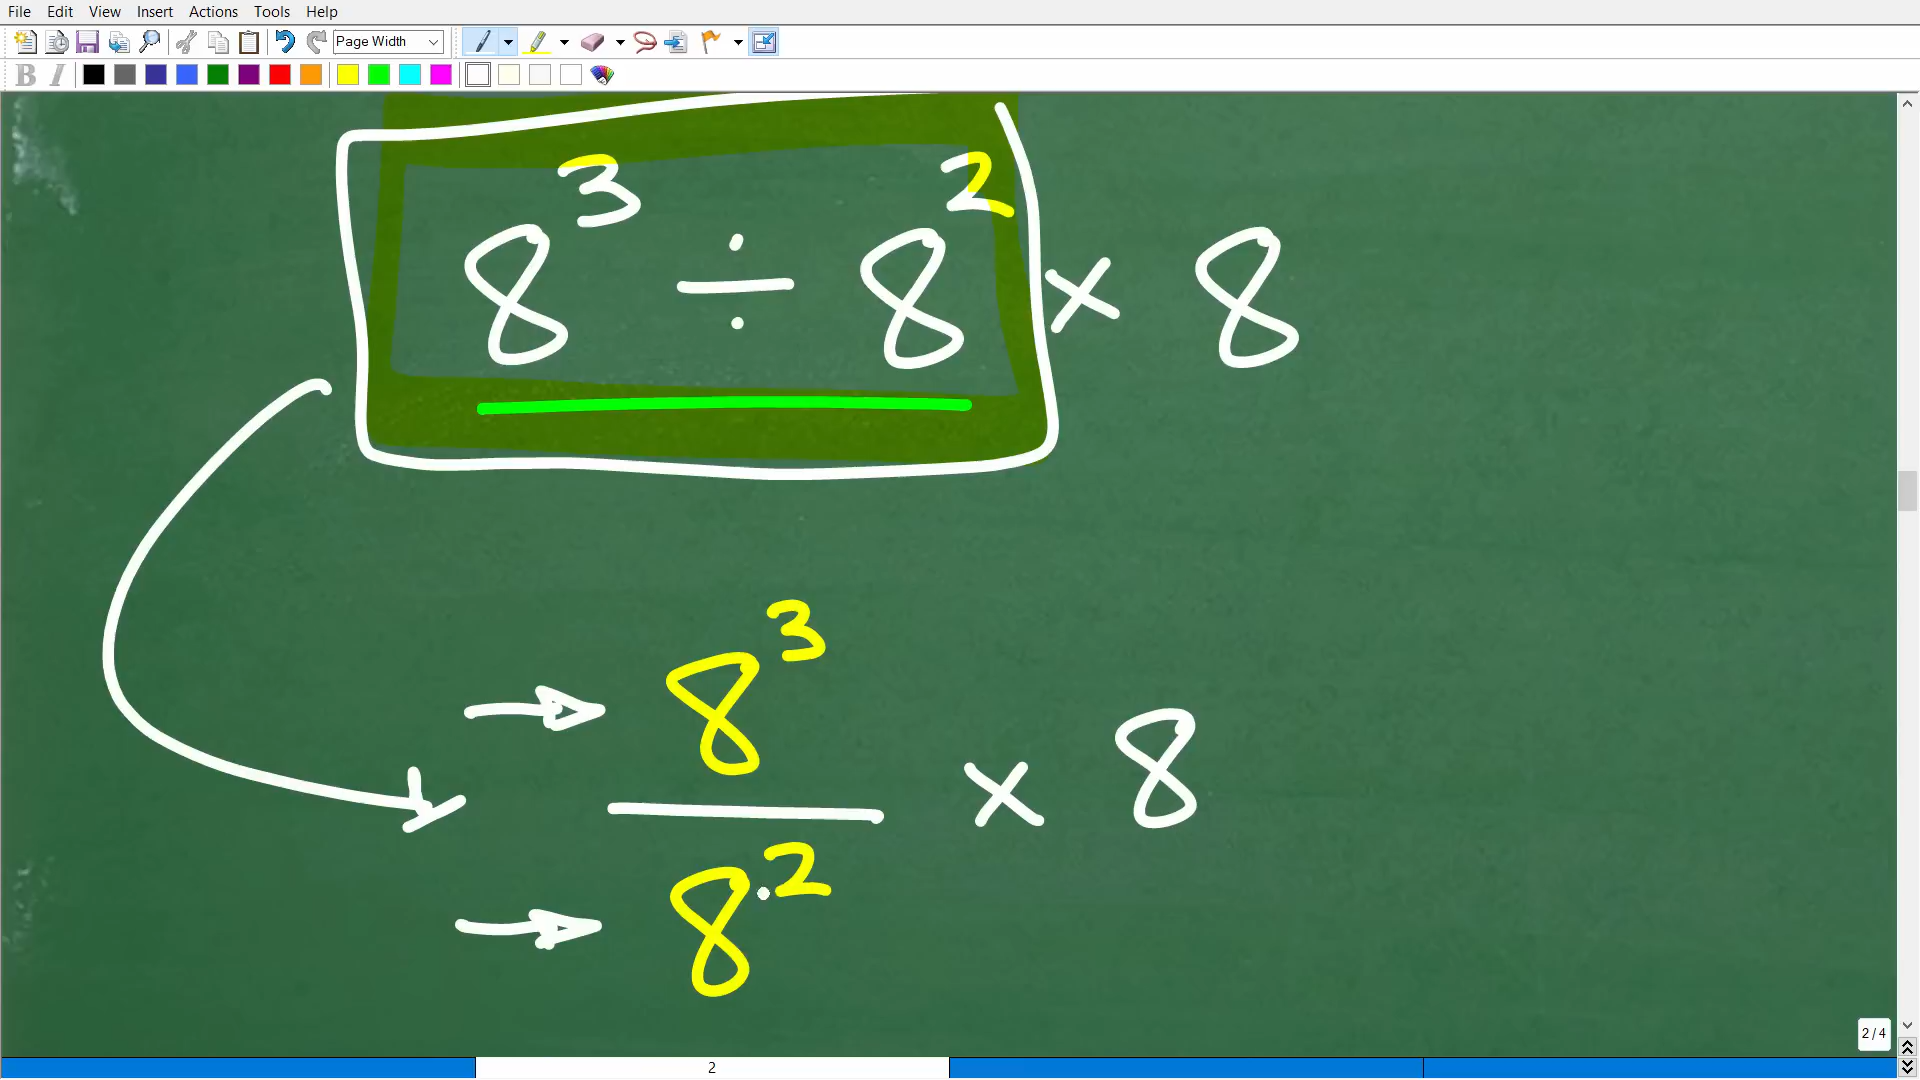 File Edit View Insert Actions Tools Help
Page Width
B I
8³ ÷ 8² × 8
8³
× 8
8²
2 / 4
2